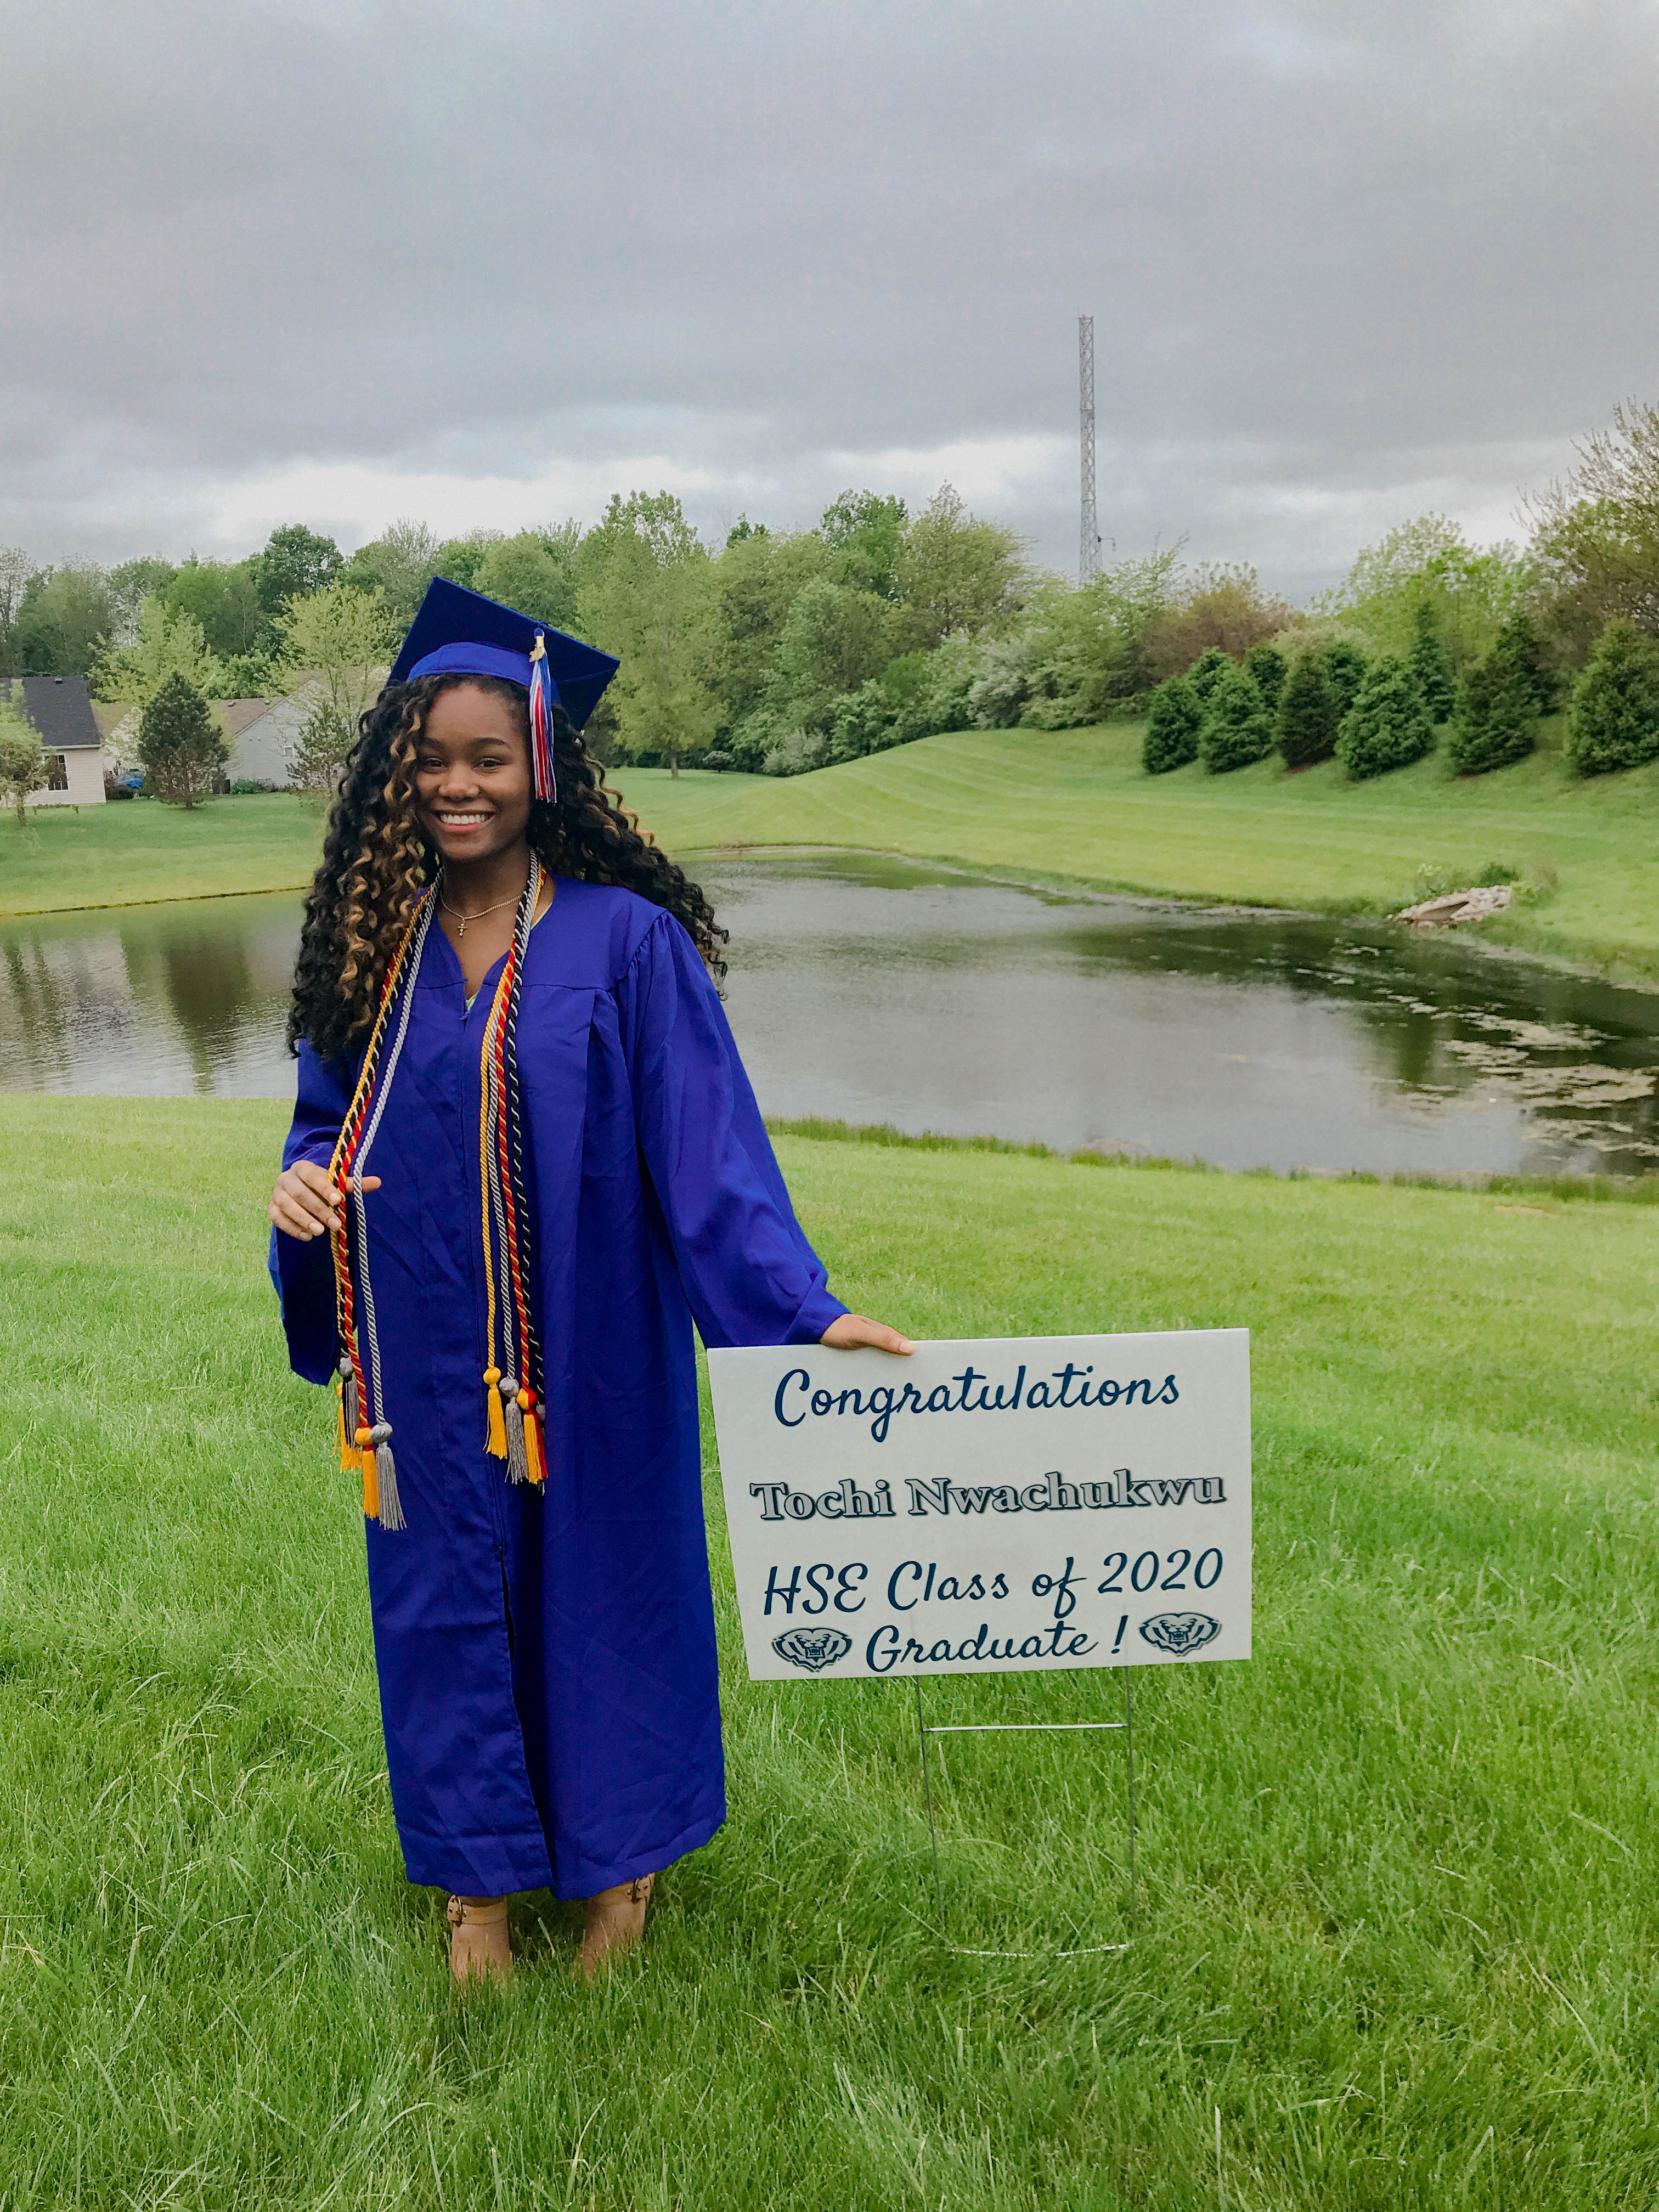 Congratulations
Tochi Nwachukwu
HSE Class of 2020
Graduate !